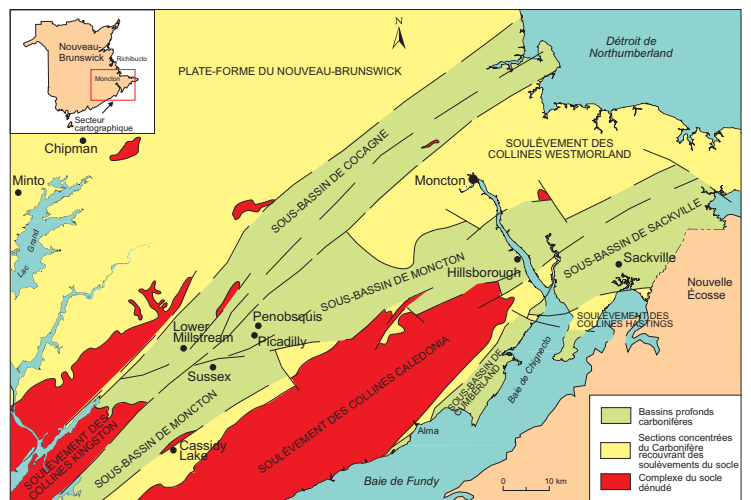 Nouveau-
Brunswick
Richibucto
Moncton
Secteur
cartographique
N
Détroit de
Northumberland
PLATE-FORME DU NOUVEAU-BRUNSWICK
Chipman
Minto
Lac Grand
SOUS-BASSIN DE COCAGNE
SOULÈVEMENT DES
COLLINES WESTMORLAND
Moncton
SOUS-BASSIN DE SACKVILLE
Sackville
Hillsborough
SOUS-BASSIN DE MONCTON
Nouvelle
Écosse
SOULÈVEMENT DES
COLLINES HASTINGS
Penobsquis
Picadilly
Lower
Millstream
Sussex
SOULÈVEMENT DES COLLINES CALEDONIA
SOUS-BASSIN DE
CUMBERLAND
Baie de Chignecto
SOUS-BASSIN DE MONCTON
SOULÈVEMENT DES
COLLINES KINGSTON
Cassidy
Lake
Alma
Baie de Fundy
0 10 km
Bassins profonds
carbonifères
Sections concentrées
du Carbonifère
recouvrant des
soulèvements du socle
Complexe du socle
dénudé